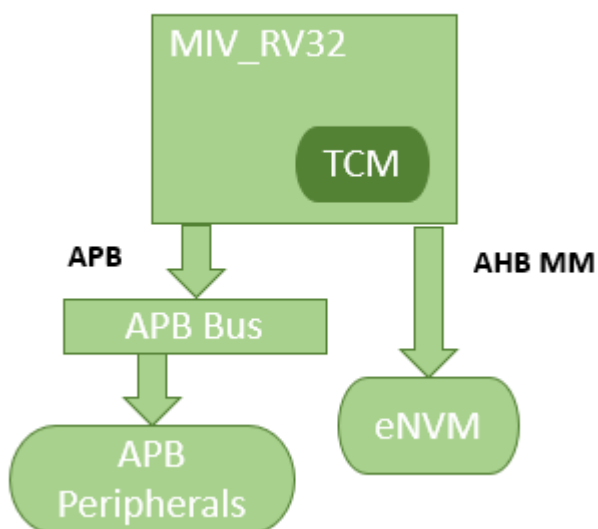 MIV_RV32
TCM
APB
AHB MM
APB Bus
eNVM
APB
Peripherals